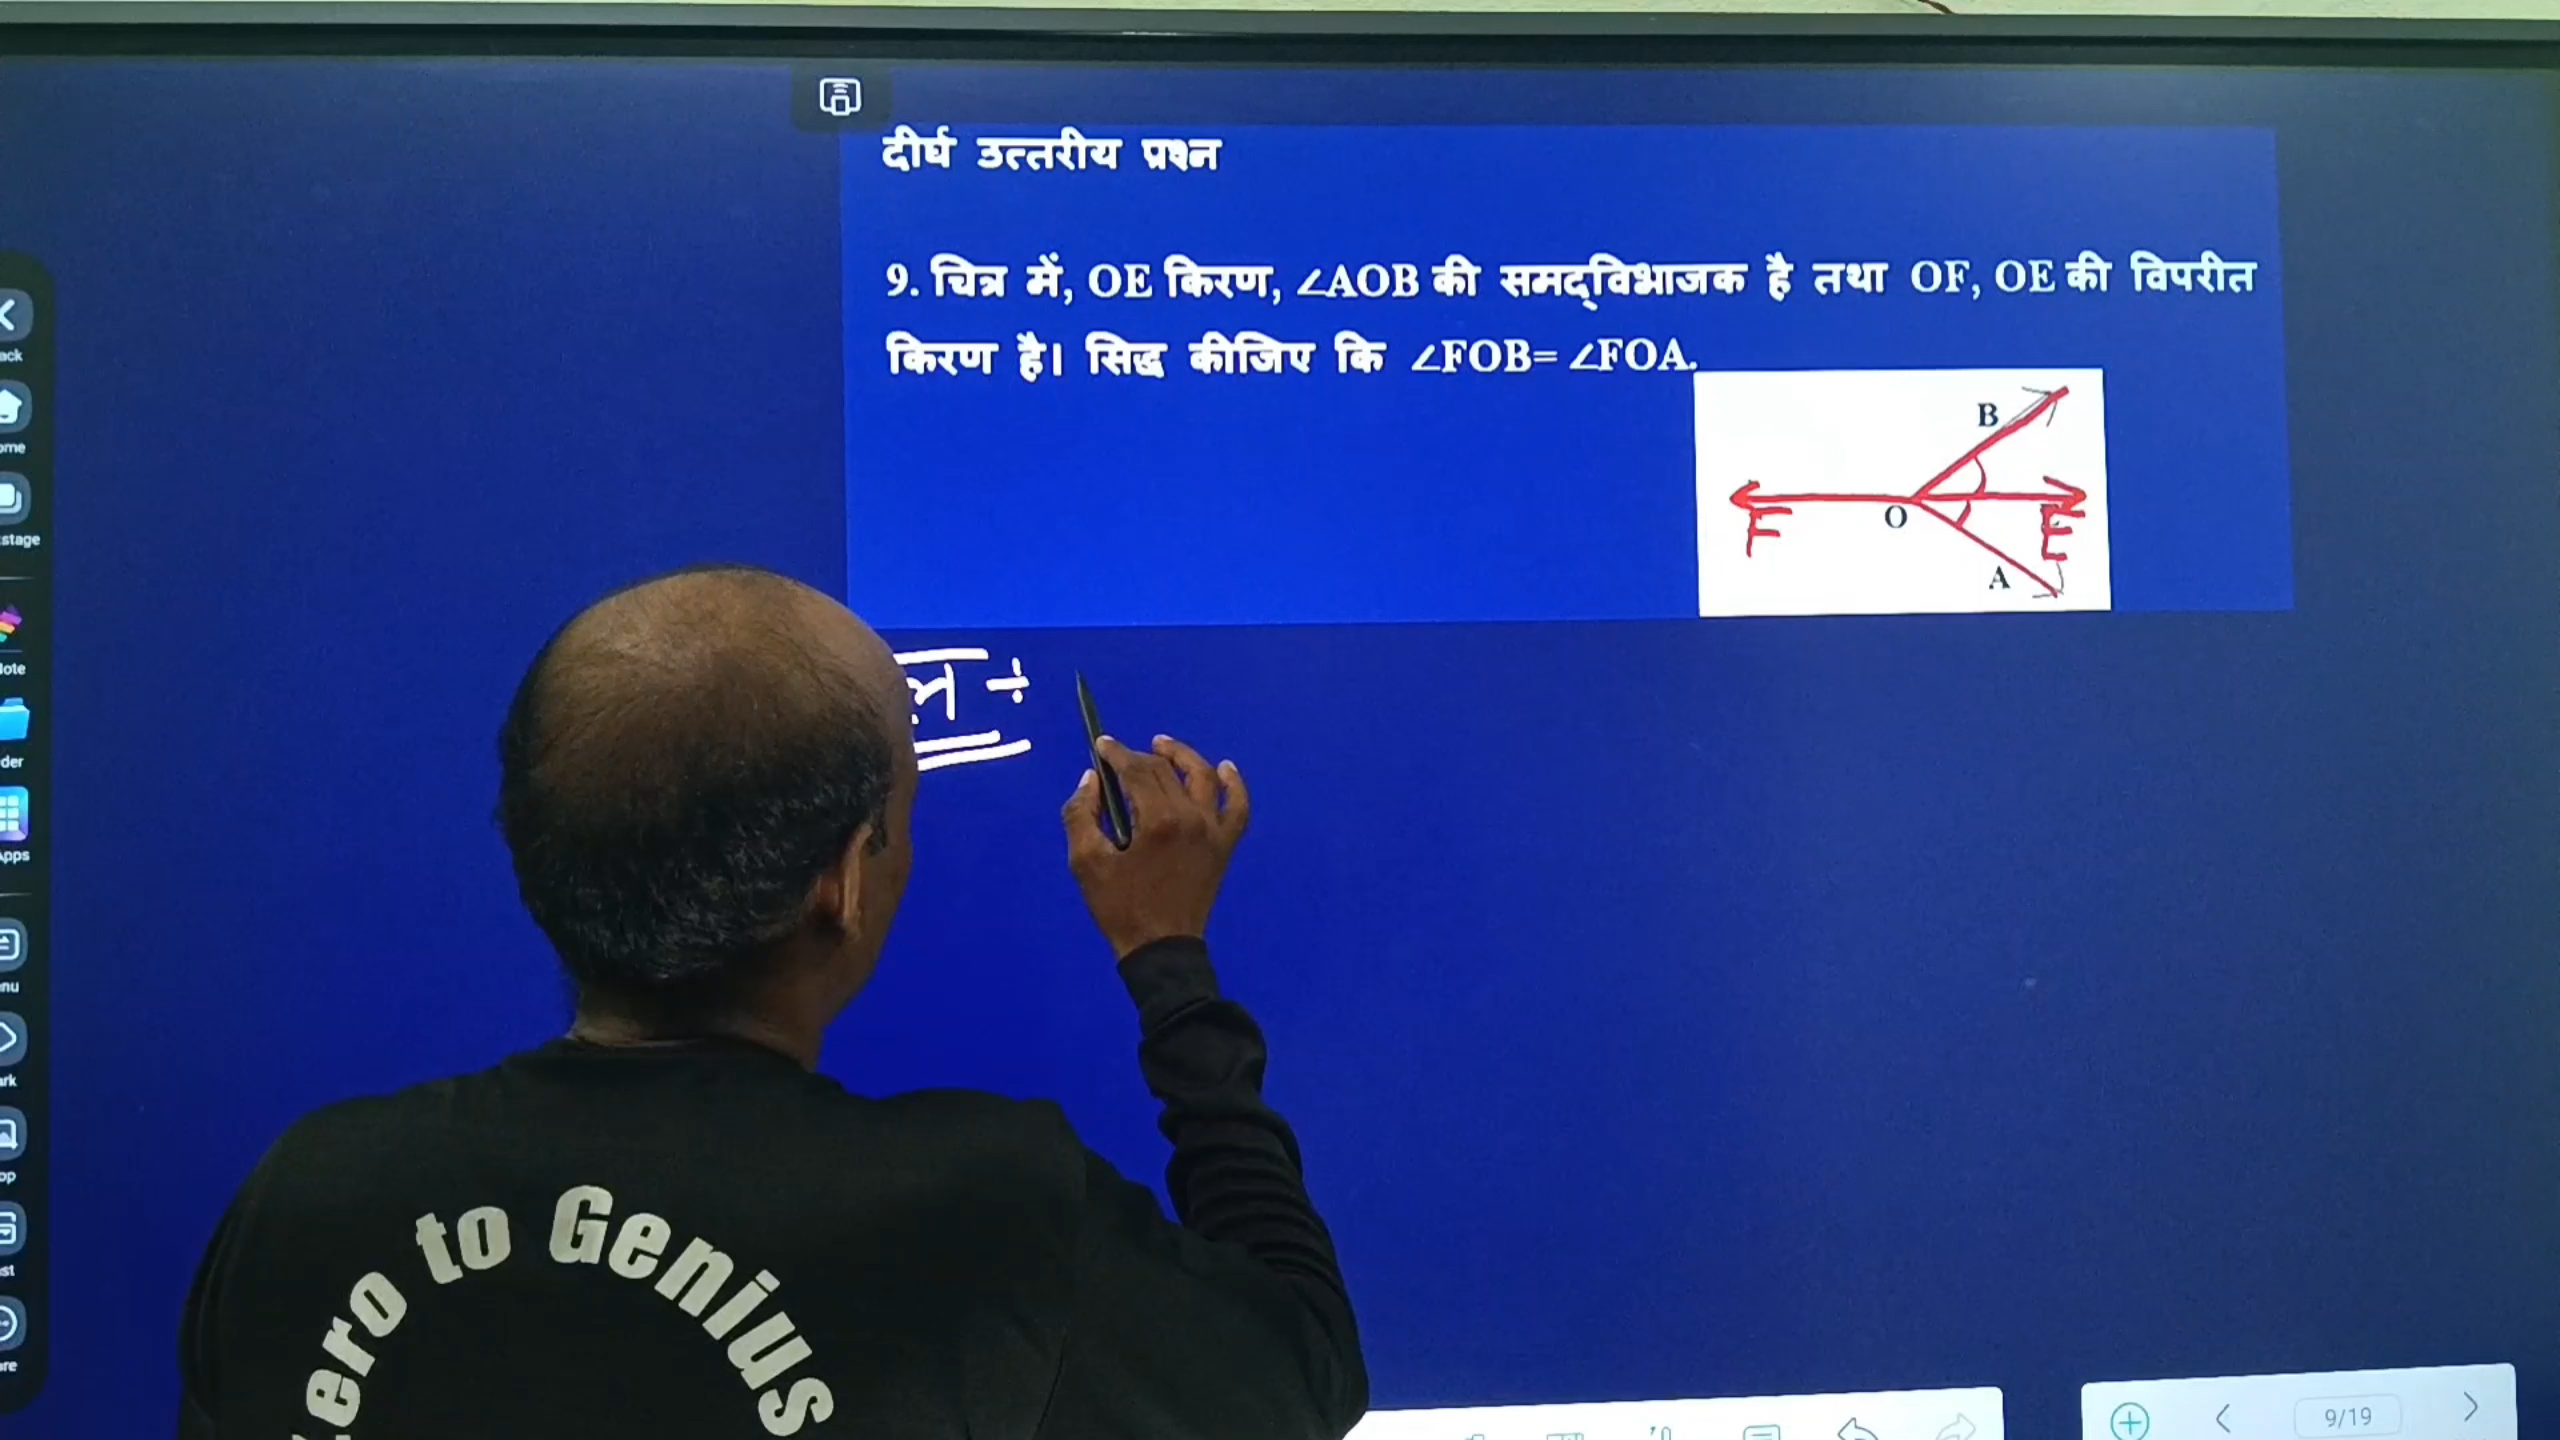 दीर्घ उत्तरीय प्रश्न
9. चित्र में, OE किरण, ∠AOB की समद्विभाजक है तथा OF, OE की विपरीत
किरण है। सिद्ध कीजिए कि ∠FOB= ∠FOA.
B
F
O
E
A
to Genius
9/19